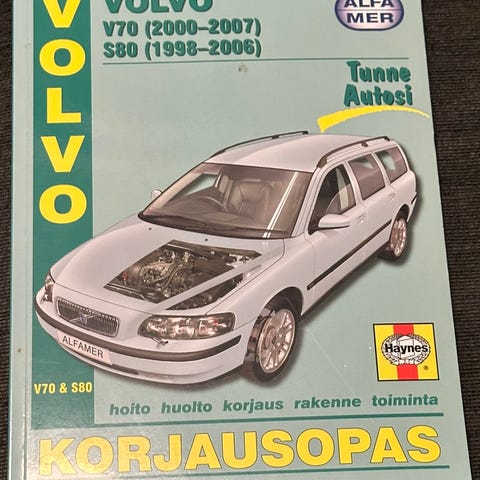 VOLVO
VOLVO
V70 (2000–2007)
S80 (1998–2006)
ALFA
MER
Tunne
Autosi
ALFAMER
Haynes
®
V70 & S80
hoito huolto korjaus rakenne toiminta
KORJAUSOPAS